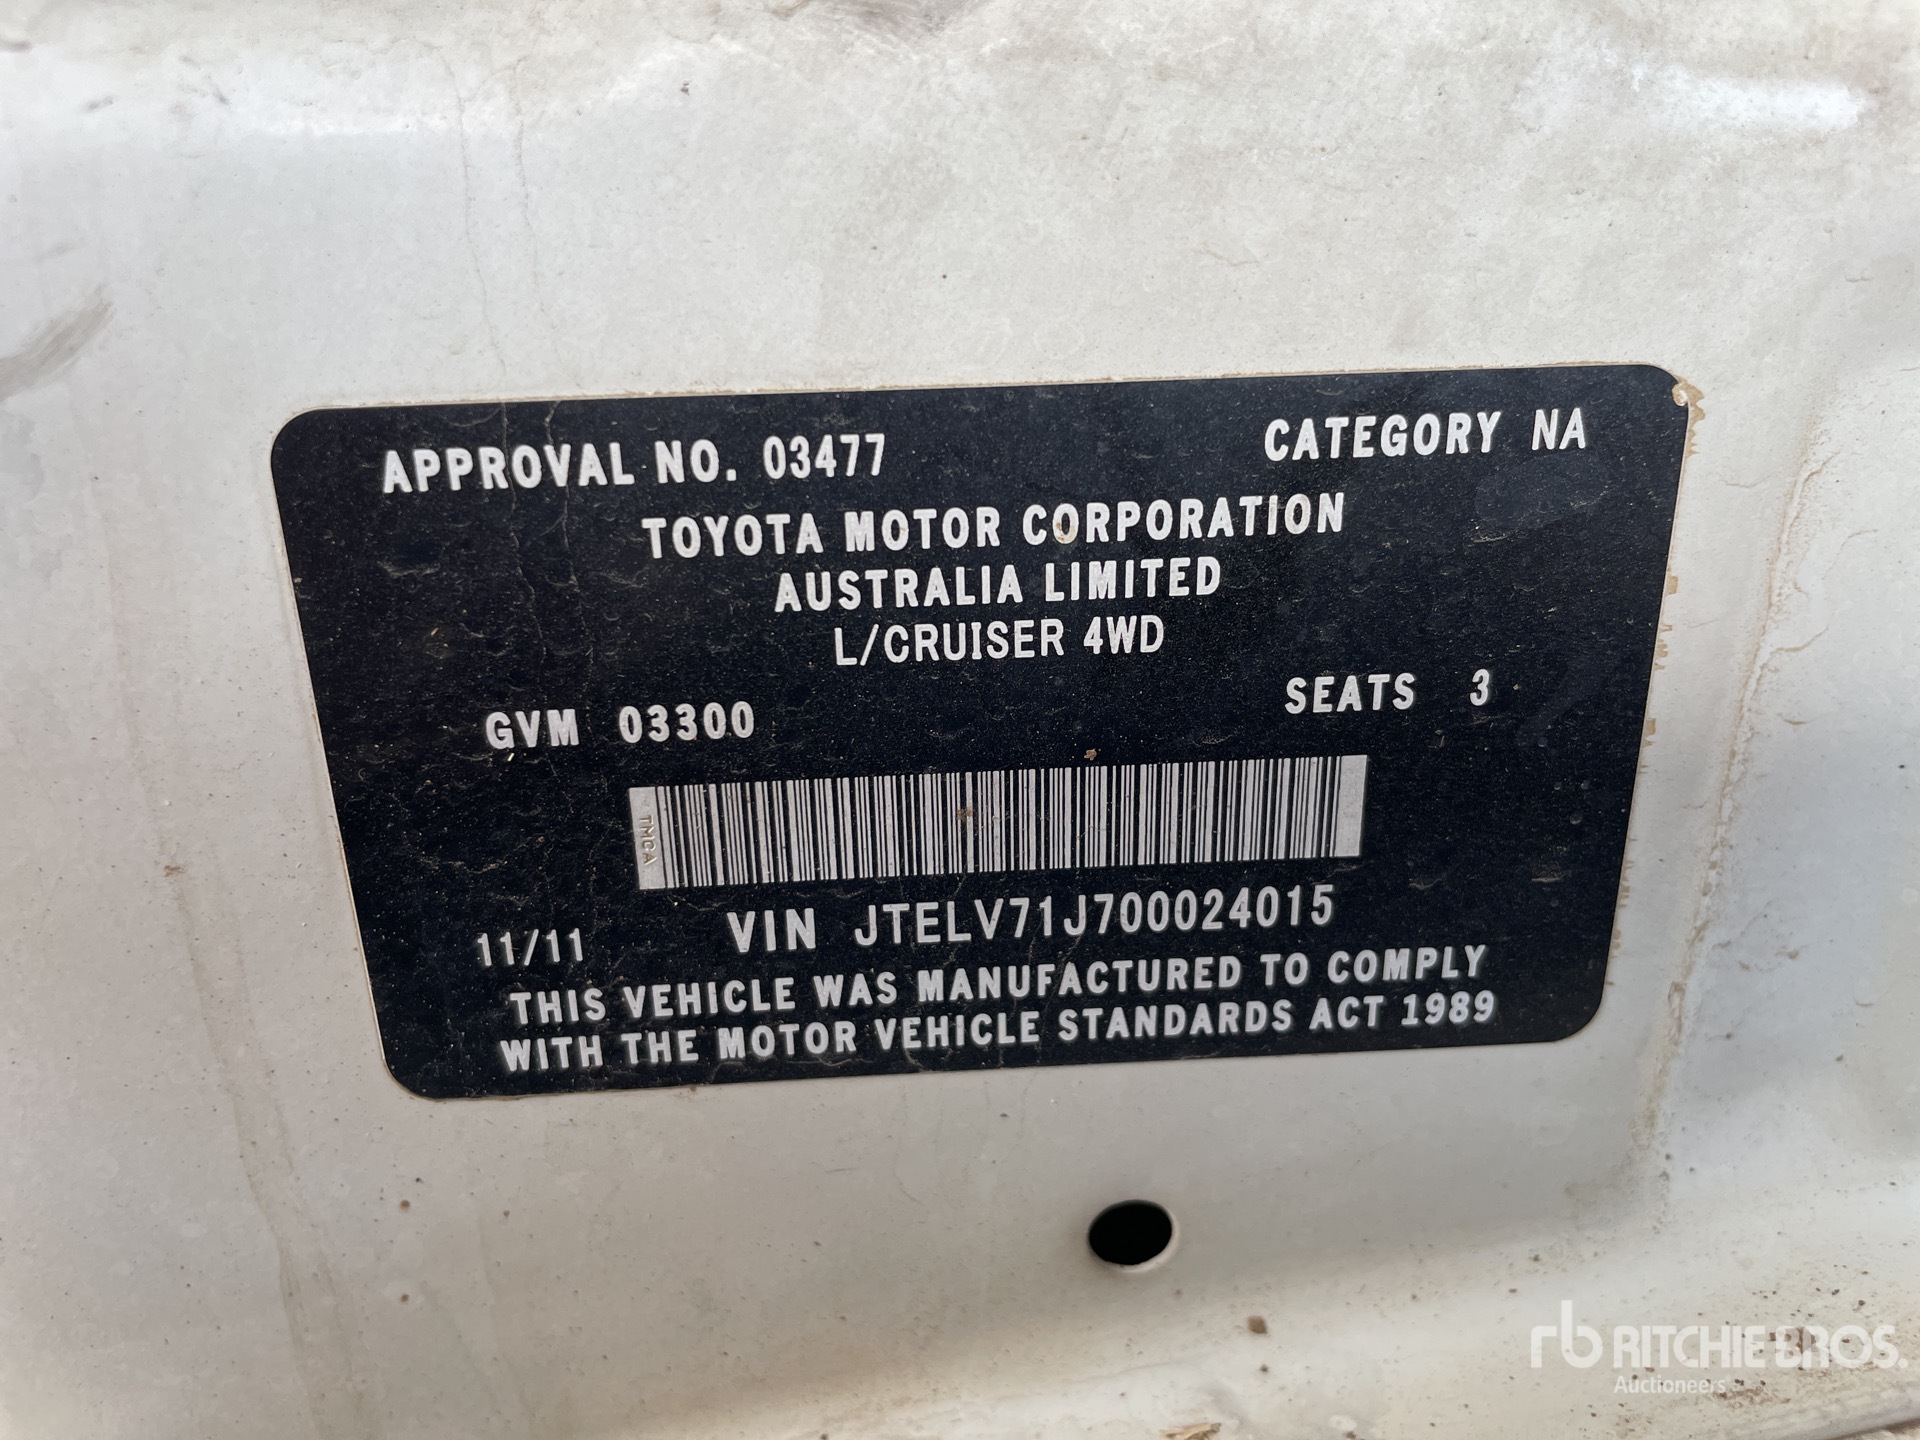 APPROVAL NO. 03477 CATEGORY NA
TOYOTA MOTOR CORPORATION
AUSTRALIA LIMITED
L/CRUISER 4WD
GVM 03300 SEATS 3
TMCA
11/11 VIN JTELV71J700024015
THIS VEHICLE WAS MANUFACTURED TO COMPLY
WITH THE MOTOR VEHICLE STANDARDS ACT 1989
rb RITCHIE BROS.
Auctioneers